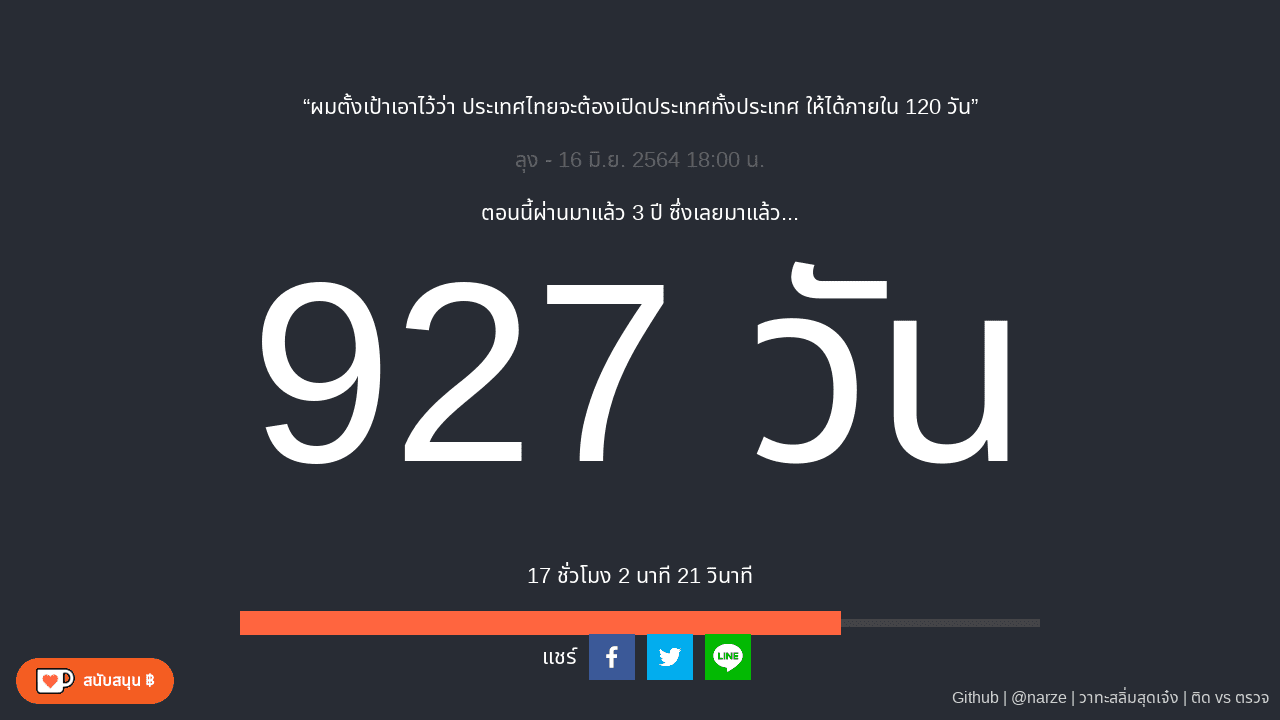 “ผมตั้งเป้าเอาไว้ว่า ประเทศไทยจะต้องเปิดประเทศทั้งประเทศ ให้ได้ภายใน 120 วัน”
ลุง - 16 มิ.ย. 2564 18:00 น.
ตอนนี้ผ่านมาแล้ว 3 ปี ซึ่งเลยมาแล้ว...
927 วัน
17 ชั่วโมง 2 นาที 21 วินาที
แชร์
LINE
สนับสนุน ฿
Github | @narze | วาทะสลิ่มสุดเจ๋ง | ติด vs ตรวจ